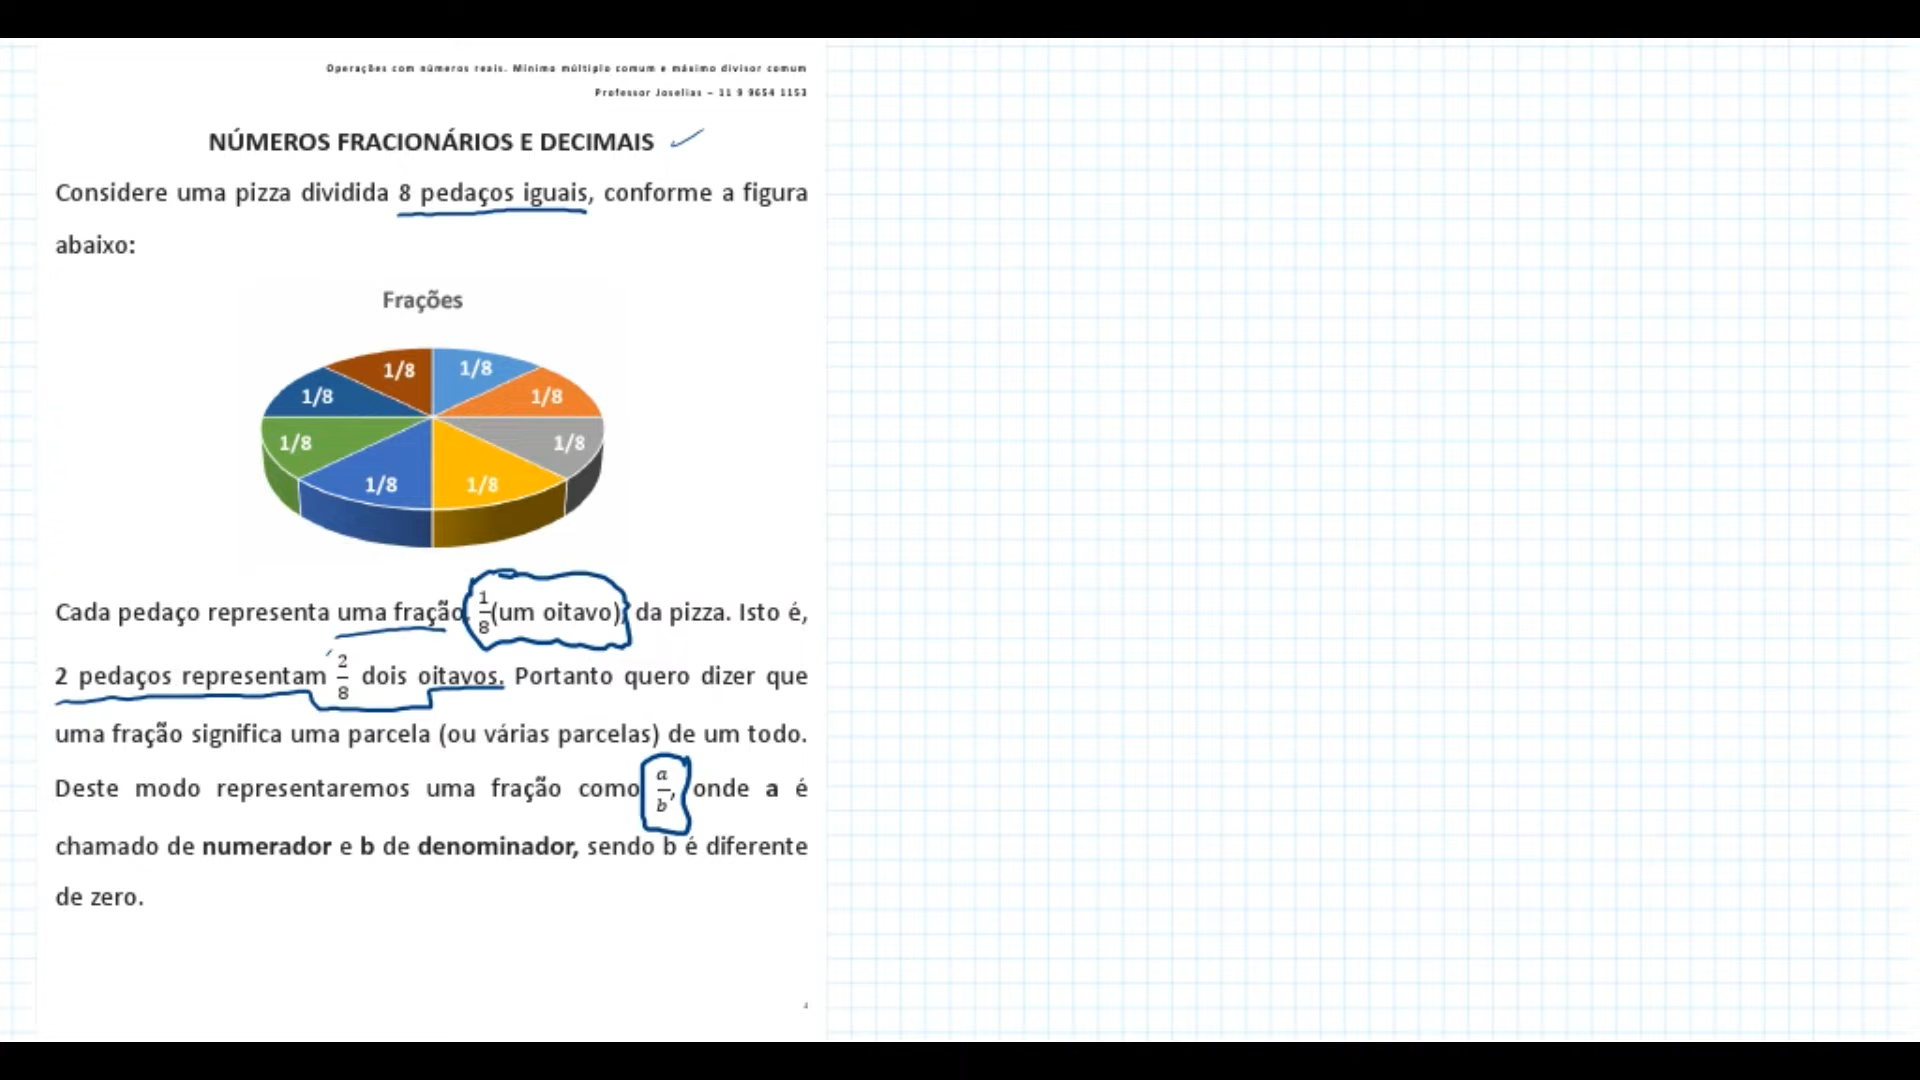 Operações com números reais. Mínimo múltiplo comum e máximo divisor comum
Professor Joselias – 11 9 9654 1153
NÚMEROS FRACIONÁRIOS E DECIMAIS
Considere uma pizza dividida 8 pedaços iguais, conforme a figura
abaixo:
Frações
1/8 1/8
1/8 1/8
1/8 1/8
1/8 1/8
Cada pedaço representa uma fração, 1/8 (um oitavo), da pizza. Isto é,
2 pedaços representam 2/8 dois oitavos. Portanto quero dizer que
uma fração significa uma parcela (ou várias parcelas) de um todo.
Deste modo representaremos uma fração como a/b, onde a é
chamado de numerador e b de denominador, sendo b é diferente
de zero.
4